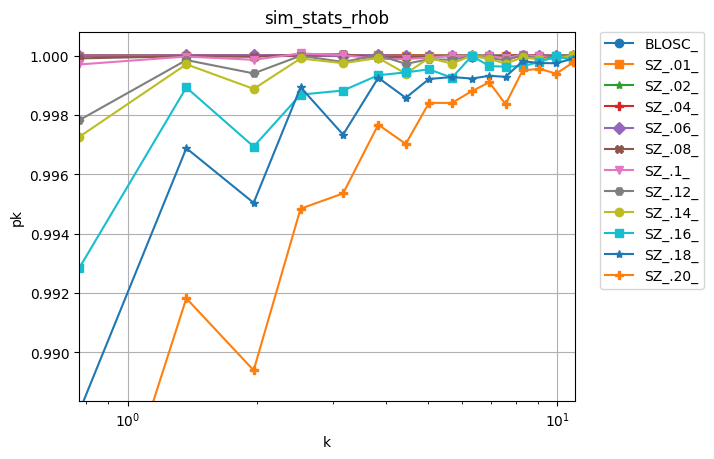 sim_stats_rhob
1.000
0.998
0.996
0.994
0.992
0.990
pk
10^0
10^1
k
BLOSC_
SZ_.01_
SZ_.02_
SZ_.04_
SZ_.06_
SZ_.08_
SZ_.1_
SZ_.12_
SZ_.14_
SZ_.16_
SZ_.18_
SZ_.20_